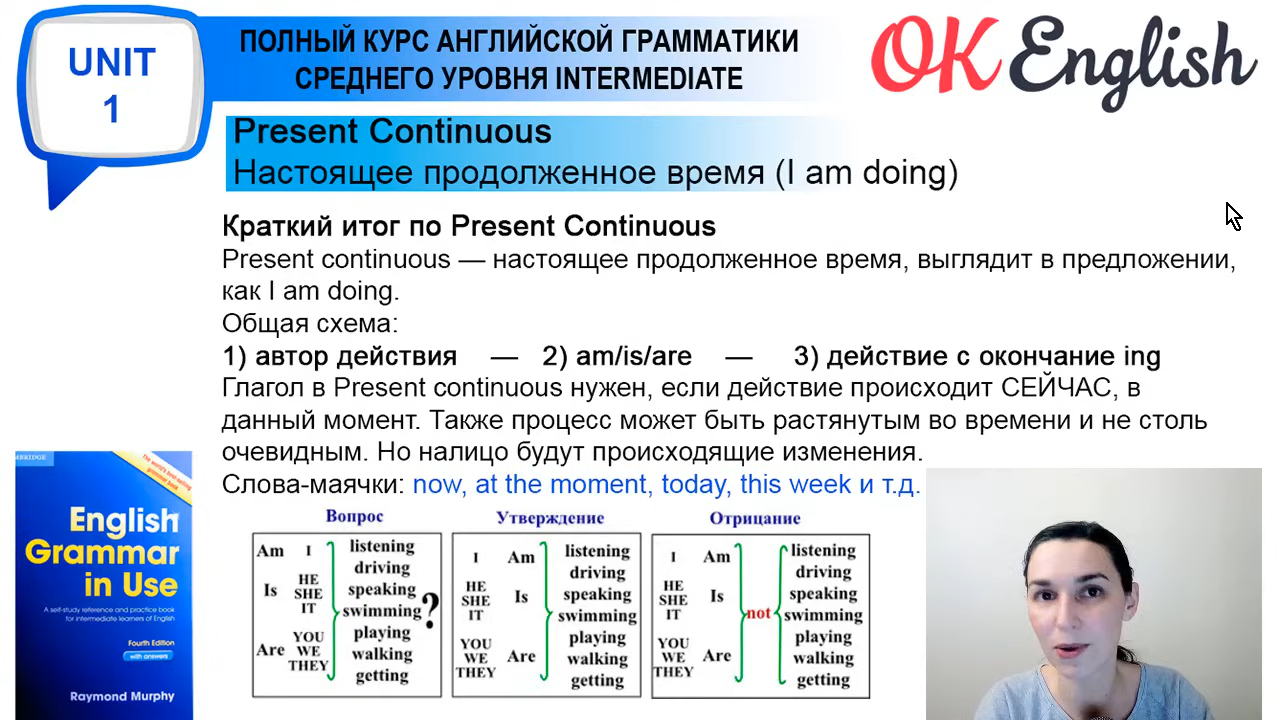 UNIT
1
ПОЛНЫЙ КУРС АНГЛИЙСКОЙ ГРАММАТИКИ
СРЕДНЕГО УРОВНЯ INTERMEDIATE
OK English
Present Continuous
Настоящее продолженное время (I am doing)
Краткий итог по Present Continuous
Present continuous — настоящее продолженное время, выглядит в предложении,
как I am doing.
Общая схема:
1) автор действия — 2) am/is/are — 3) действие с окончание ing
Глагол в Present continuous нужен, если действие происходит СЕЙЧАС, в
данный момент. Также процесс может быть растянутым во времени и не столь
очевидным. Но налицо будут происходящие изменения.
Слова-маячки: now, at the moment, today, this week и т.д.
BRIDGE
The world's best-selling
grammar book
English
Grammar
in Use
A self-study reference and practice book
for intermediate learners of English
Fourth Edition
with answers
Raymond Murphy
Вопрос
Am I
Is HE
SHE
IT
Are YOU
WE
THEY
listening
driving
speaking
swimming
playing
walking
getting
?
Утверждение
I Am
HE
SHE
IT
Is
YOU
WE
THEY
Are
listening
driving
speaking
swimming
playing
walking
getting
Отрицание
I Am
HE
SHE
IT
Is
YOU
WE
THEY
Are
not
listening
driving
speaking
swimming
playing
walking
getting